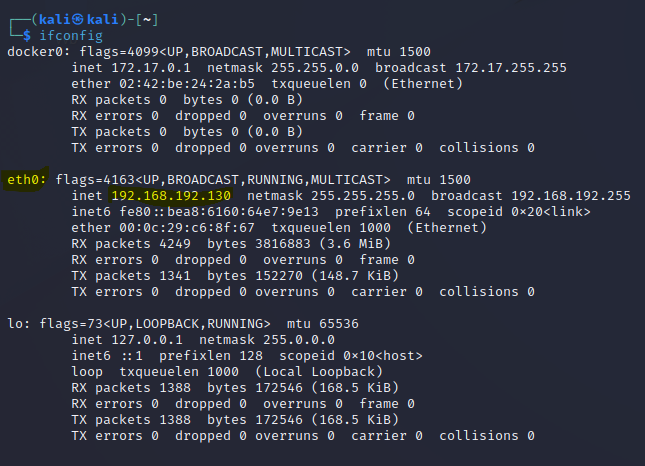 ┌──(kali㉿kali)-[~]
└─$ ifconfig
docker0: flags=4099<UP,BROADCAST,MULTICAST>  mtu 1500
        inet 172.17.0.1  netmask 255.255.0.0  broadcast 172.17.255.255
        ether 02:42:be:24:2a:b5  txqueuelen 0  (Ethernet)
        RX packets 0  bytes 0 (0.0 B)
        RX errors 0  dropped 0  overruns 0  frame 0
        TX packets 0  bytes 0 (0.0 B)
        TX errors 0  dropped 0 overruns 0  carrier 0  collisions 0

eth0: flags=4163<UP,BROADCAST,RUNNING,MULTICAST>  mtu 1500
        inet 192.168.192.130  netmask 255.255.255.0  broadcast 192.168.192.255
        inet6 fe80::bea8:6160:64e7:9e13  prefixlen 64  scopeid 0×20<link>
        ether 00:0c:29:c6:8f:67  txqueuelen 1000  (Ethernet)
        RX packets 4249  bytes 3816883 (3.6 MiB)
        RX errors 0  dropped 0  overruns 0  frame 0
        TX packets 1341  bytes 152270 (148.7 KiB)
        TX errors 0  dropped 0 overruns 0  carrier 0  collisions 0

lo: flags=73<UP,LOOPBACK,RUNNING>  mtu 65536
        inet 127.0.0.1  netmask 255.0.0.0
        inet6 ::1  prefixlen 128  scopeid 0×10<host>
        loop  txqueuelen 1000  (Local Loopback)
        RX packets 1388  bytes 172546 (168.5 KiB)
        RX errors 0  dropped 0  overruns 0  frame 0
        TX packets 1388  bytes 172546 (168.5 KiB)
        TX errors 0  dropped 0 overruns 0  carrier 0  collisions 0